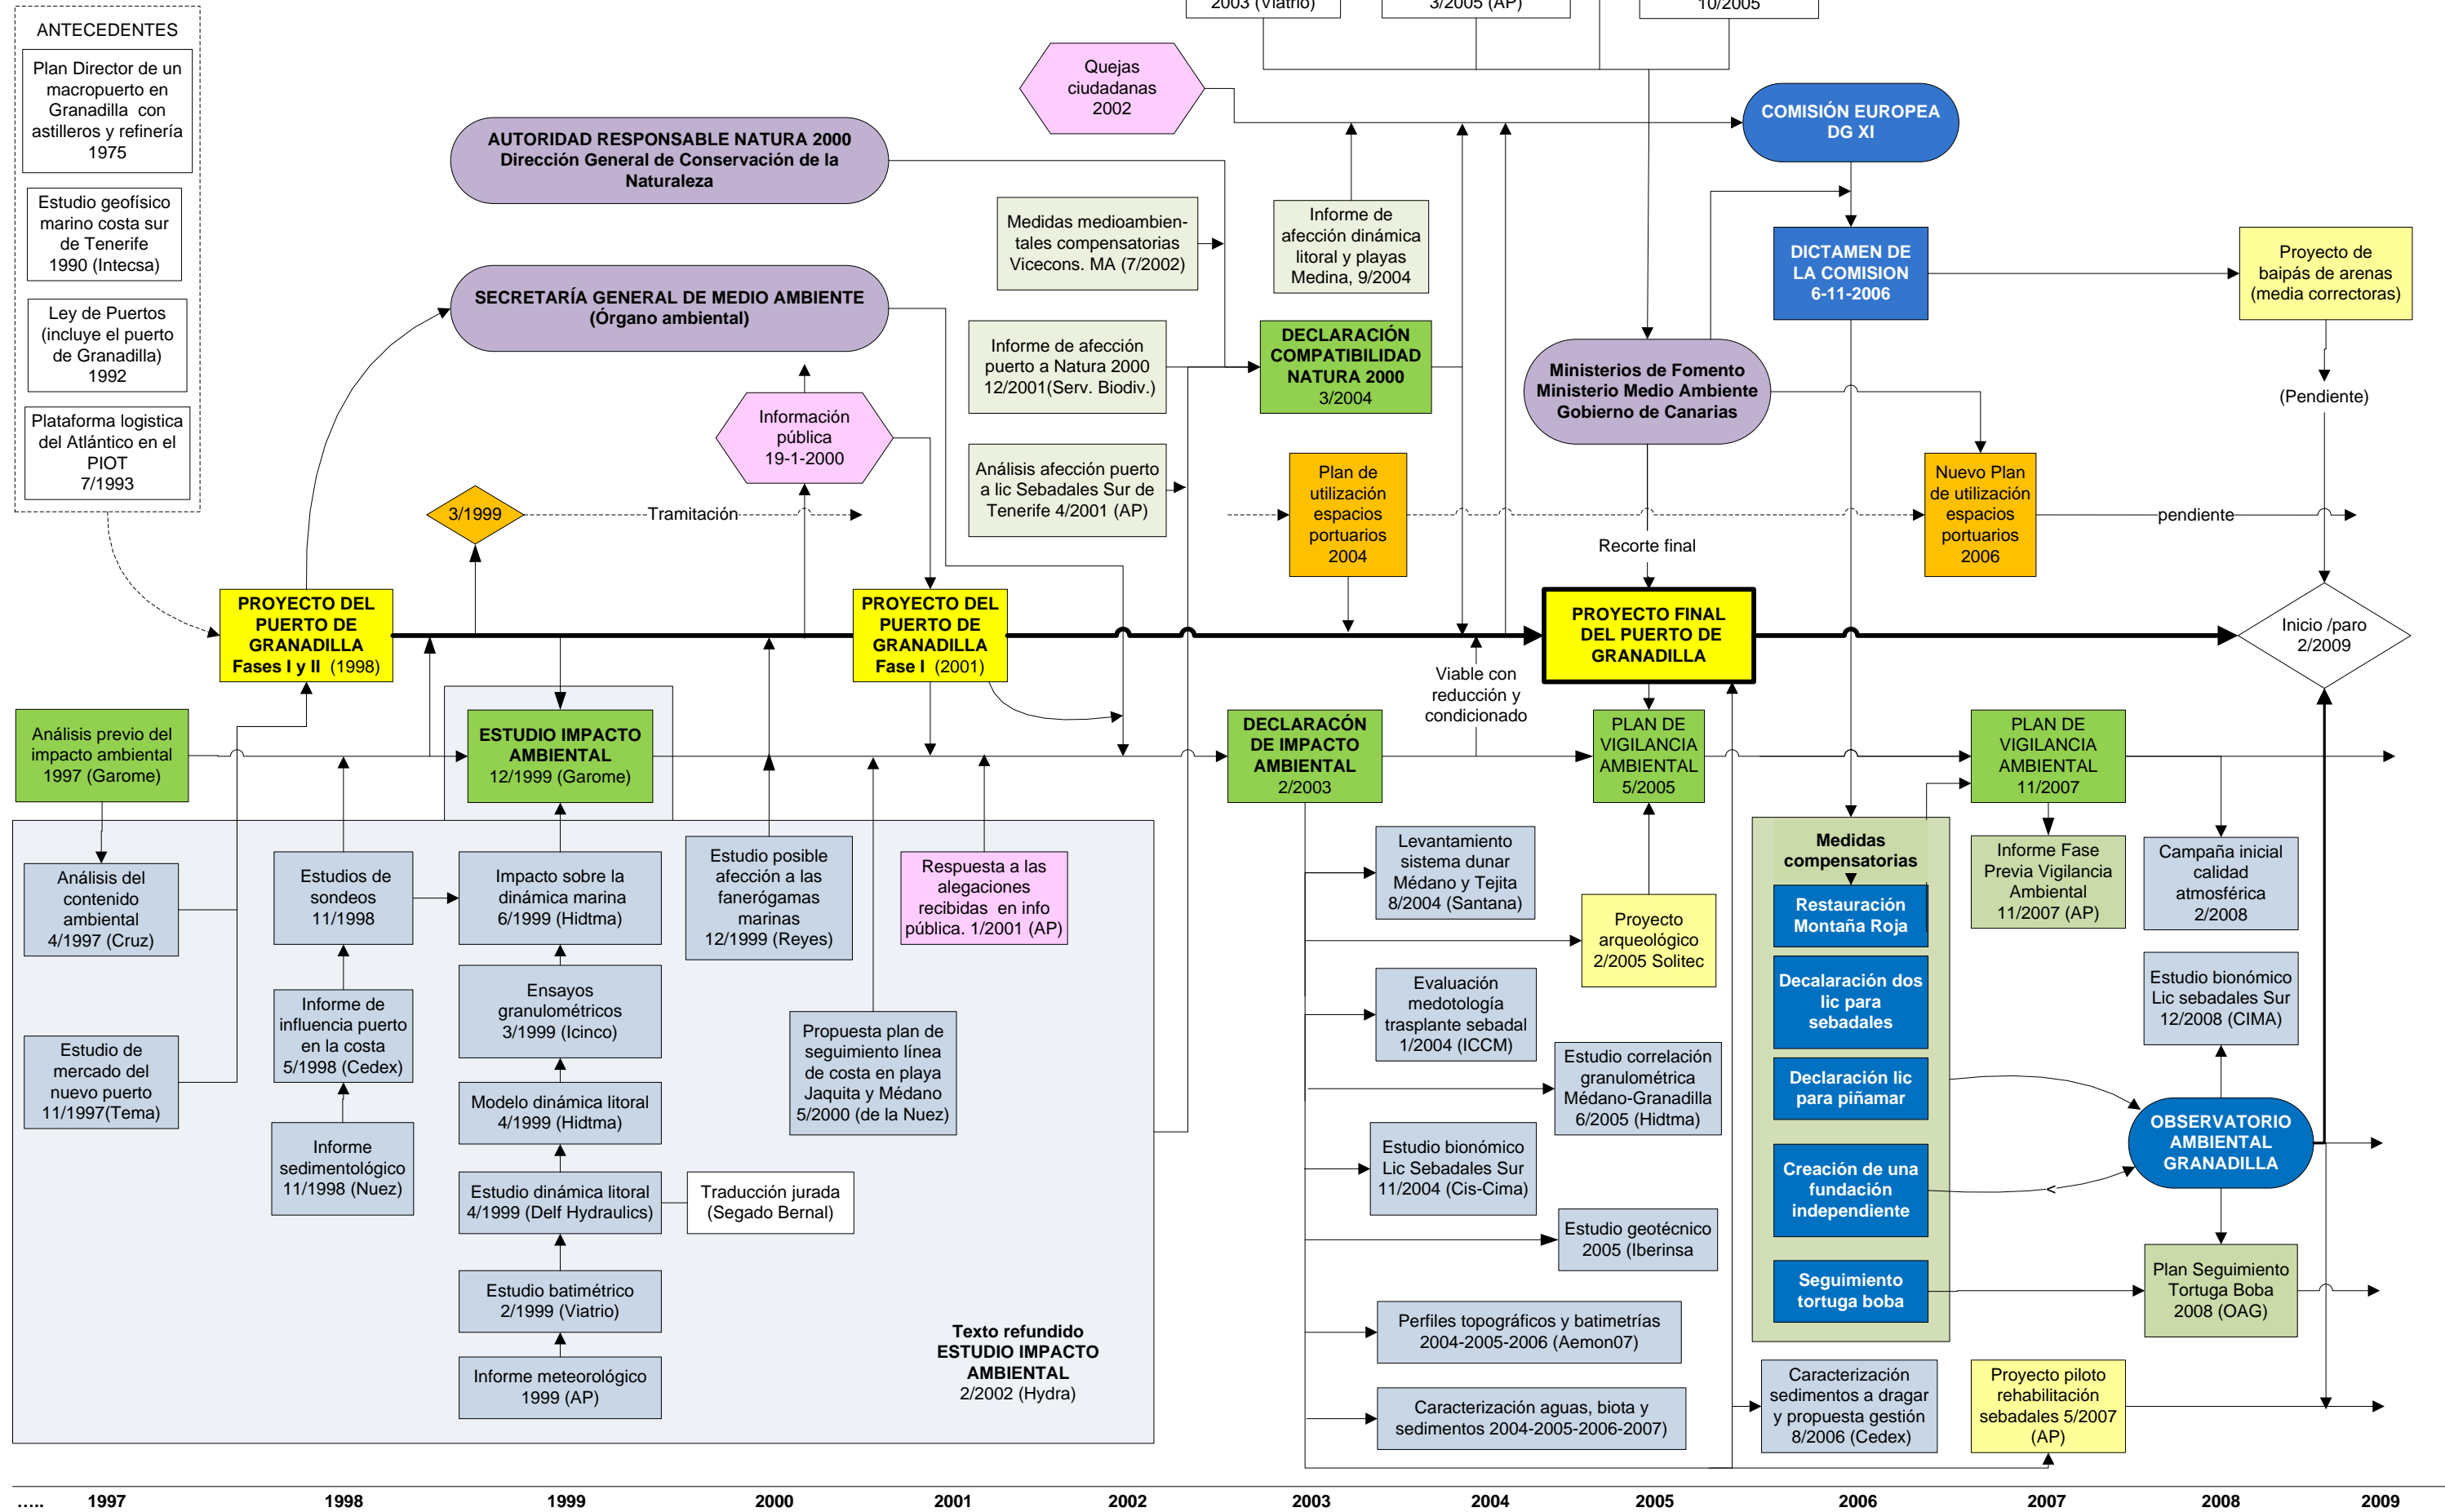 2003 (Viatrio)
3/2005 (AP)
10/2005
ANTECEDENTES
Plan Director de un
macropuerto en
Granadilla con
astilleros y refinería
1975
Estudio geofísico
marino costa sur
de Tenerife
1990 (Intecsa)
Ley de Puertos
(incluye el puerto
de Granadilla)
1992
Plataforma logistica
del Atlántico en el
PIOT
7/1993
Quejas
ciudadanas
2002
COMISIÓN EUROPEA
DG XI
AUTORIDAD RESPONSABLE NATURA 2000
Dirección General de Conservación de la
Naturaleza
SECRETARÍA GENERAL DE MEDIO AMBIENTE
(Órgano ambiental)
Medidas medioambien-
tales compensatorias
Vicecons. MA (7/2002)
Informe de
afección dinámica
litoral y playas
Medina, 9/2004
DICTAMEN DE
LA COMISION
6-11-2006
Proyecto de
baipás de arenas
(media correctoras)
Informe de afección
puerto a Natura 2000
12/2001(Serv. Biodiv.)
DECLARACIÓN
COMPATIBILIDAD
NATURA 2000
3/2004
Ministerios de Fomento
Ministerio Medio Ambiente
Gobierno de Canarias
(Pendiente)
Información
pública
19-1-2000
Análisis afección puerto
a lic Sebadales Sur de
Tenerife 4/2001 (AP)
Plan de
utilización
espacios
portuarios
2004
Nuevo Plan
de utilización
espacios
portuarios
2006
3/1999
Tramitación
pendiente
Recorte final
PROYECTO DEL
PUERTO DE
GRANADILLA
Fases I y II (1998)
PROYECTO DEL
PUERTO DE
GRANADILLA
Fase I (2001)
PROYECTO FINAL
DEL PUERTO DE
GRANADILLA
Inicio /paro
2/2009
Viable con
reducción y
condicionado
Análisis previo del
impacto ambiental
1997 (Garome)
ESTUDIO IMPACTO
AMBIENTAL
12/1999 (Garome)
DECLARACÓN
DE IMPACTO
AMBIENTAL
2/2003
PLAN DE
VIGILANCIA
AMBIENTAL
5/2005
PLAN DE
VIGILANCIA
AMBIENTAL
11/2007
Análisis del
contenido
ambiental
4/1997 (Cruz)
Estudios de
sondeos
11/1998
Impacto sobre la
dinámica marina
6/1999 (Hidtma)
Estudio posible
afección a las
fanerógamas
marinas
12/1999 (Reyes)
Respuesta a las
alegaciones
recibidas en info
pública. 1/2001 (AP)
Levantamiento
sistema dunar
Médano y Tejita
8/2004 (Santana)
Proyecto
arqueológico
2/2005 Solitec
Medidas
compensatorias
Restauración
Montaña Roja
Decalaración dos
lic para
sebadales
Declaración lic
para piñamar
Creación de una
fundación
independiente
Seguimiento
tortuga boba
Informe Fase
Previa Vigilancia
Ambiental
11/2007 (AP)
Campaña inicial
calidad
atmosférica
2/2008
Estudio bionómico
Lic sebadales Sur
12/2008 (CIMA)
Estudio de
mercado del
nuevo puerto
11/1997(Tema)
Informe de
influencia puerto
en la costa
5/1998 (Cedex)
Informe
sedimentológico
11/1998 (Nuez)
Ensayos
granulométricos
3/1999 (Icinco)
Modelo dinámica litoral
4/1999 (Hidtma)
Estudio dinámica litoral
4/1999 (Delf Hydraulics)
Traducción jurada
(Segado Bernal)
Estudio batimétrico
2/1999 (Viatrio)
Informe meteorológico
1999 (AP)
Propuesta plan de
seguimiento línea
de costa en playa
Jaquita y Médano
5/2000 (de la Nuez)
Texto refundido
ESTUDIO IMPACTO
AMBIENTAL
2/2002 (Hydra)
Evaluación
medotología
trasplante sebadal
1/2004 (ICCM)
Estudio correlación
granulométrica
Médano-Granadilla
6/2005 (Hidtma)
Estudio bionómico
Lic Sebadales Sur
11/2004 (Cis-Cima)
Estudio geotécnico
2005 (Iberinsa
Perfiles topográficos y batimetrías
2004-2005-2006 (Aemon07)
Caracterización aguas, biota y
sedimentos 2004-2005-2006-2007)
OBSERVATORIO
AMBIENTAL
GRANADILLA
Plan Seguimiento
Tortuga Boba
2008 (OAG)
Caracterización
sedimentos a dragar
y propuesta gestión
8/2006 (Cedex)
Proyecto piloto
rehabilitación
sebadales 5/2007
(AP)
..... 1997 1998 1999 2000 2001 2002 2003 2004 2005 2006 2007 2008 2009